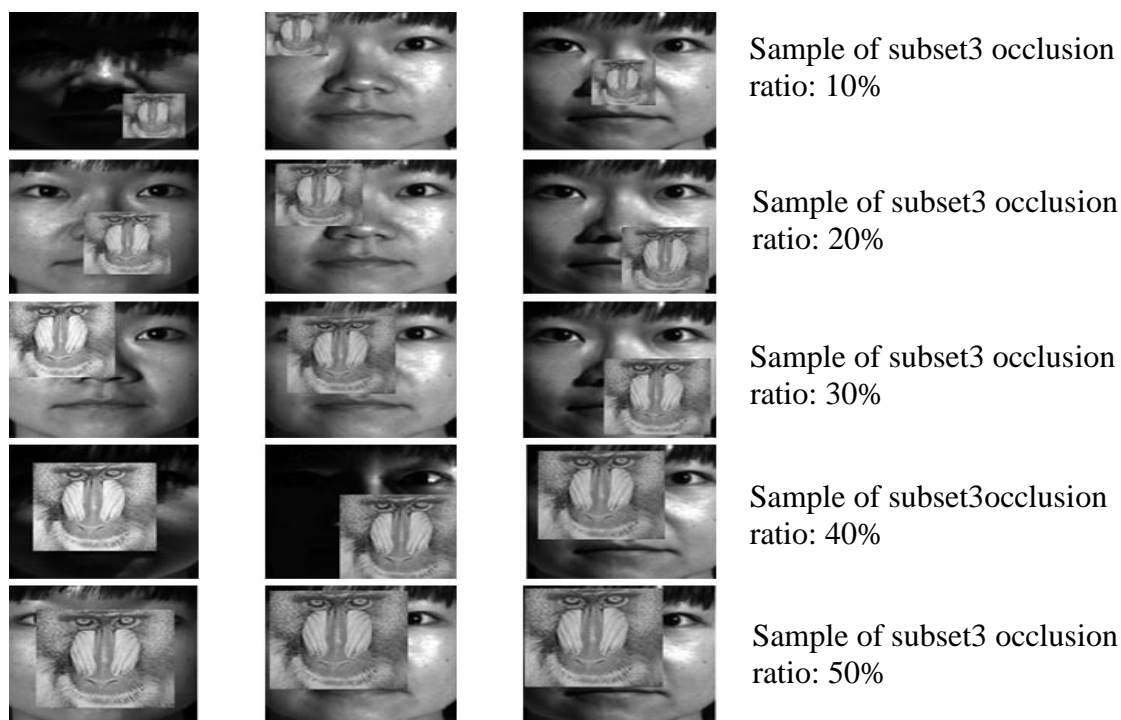 Sample of subset3 occlusion
ratio: 10%
Sample of subset3 occlusion
ratio: 20%
Sample of subset3 occlusion
ratio: 30%
Sample of subset3occlusion
ratio: 40%
Sample of subset3 occlusion
ratio: 50%